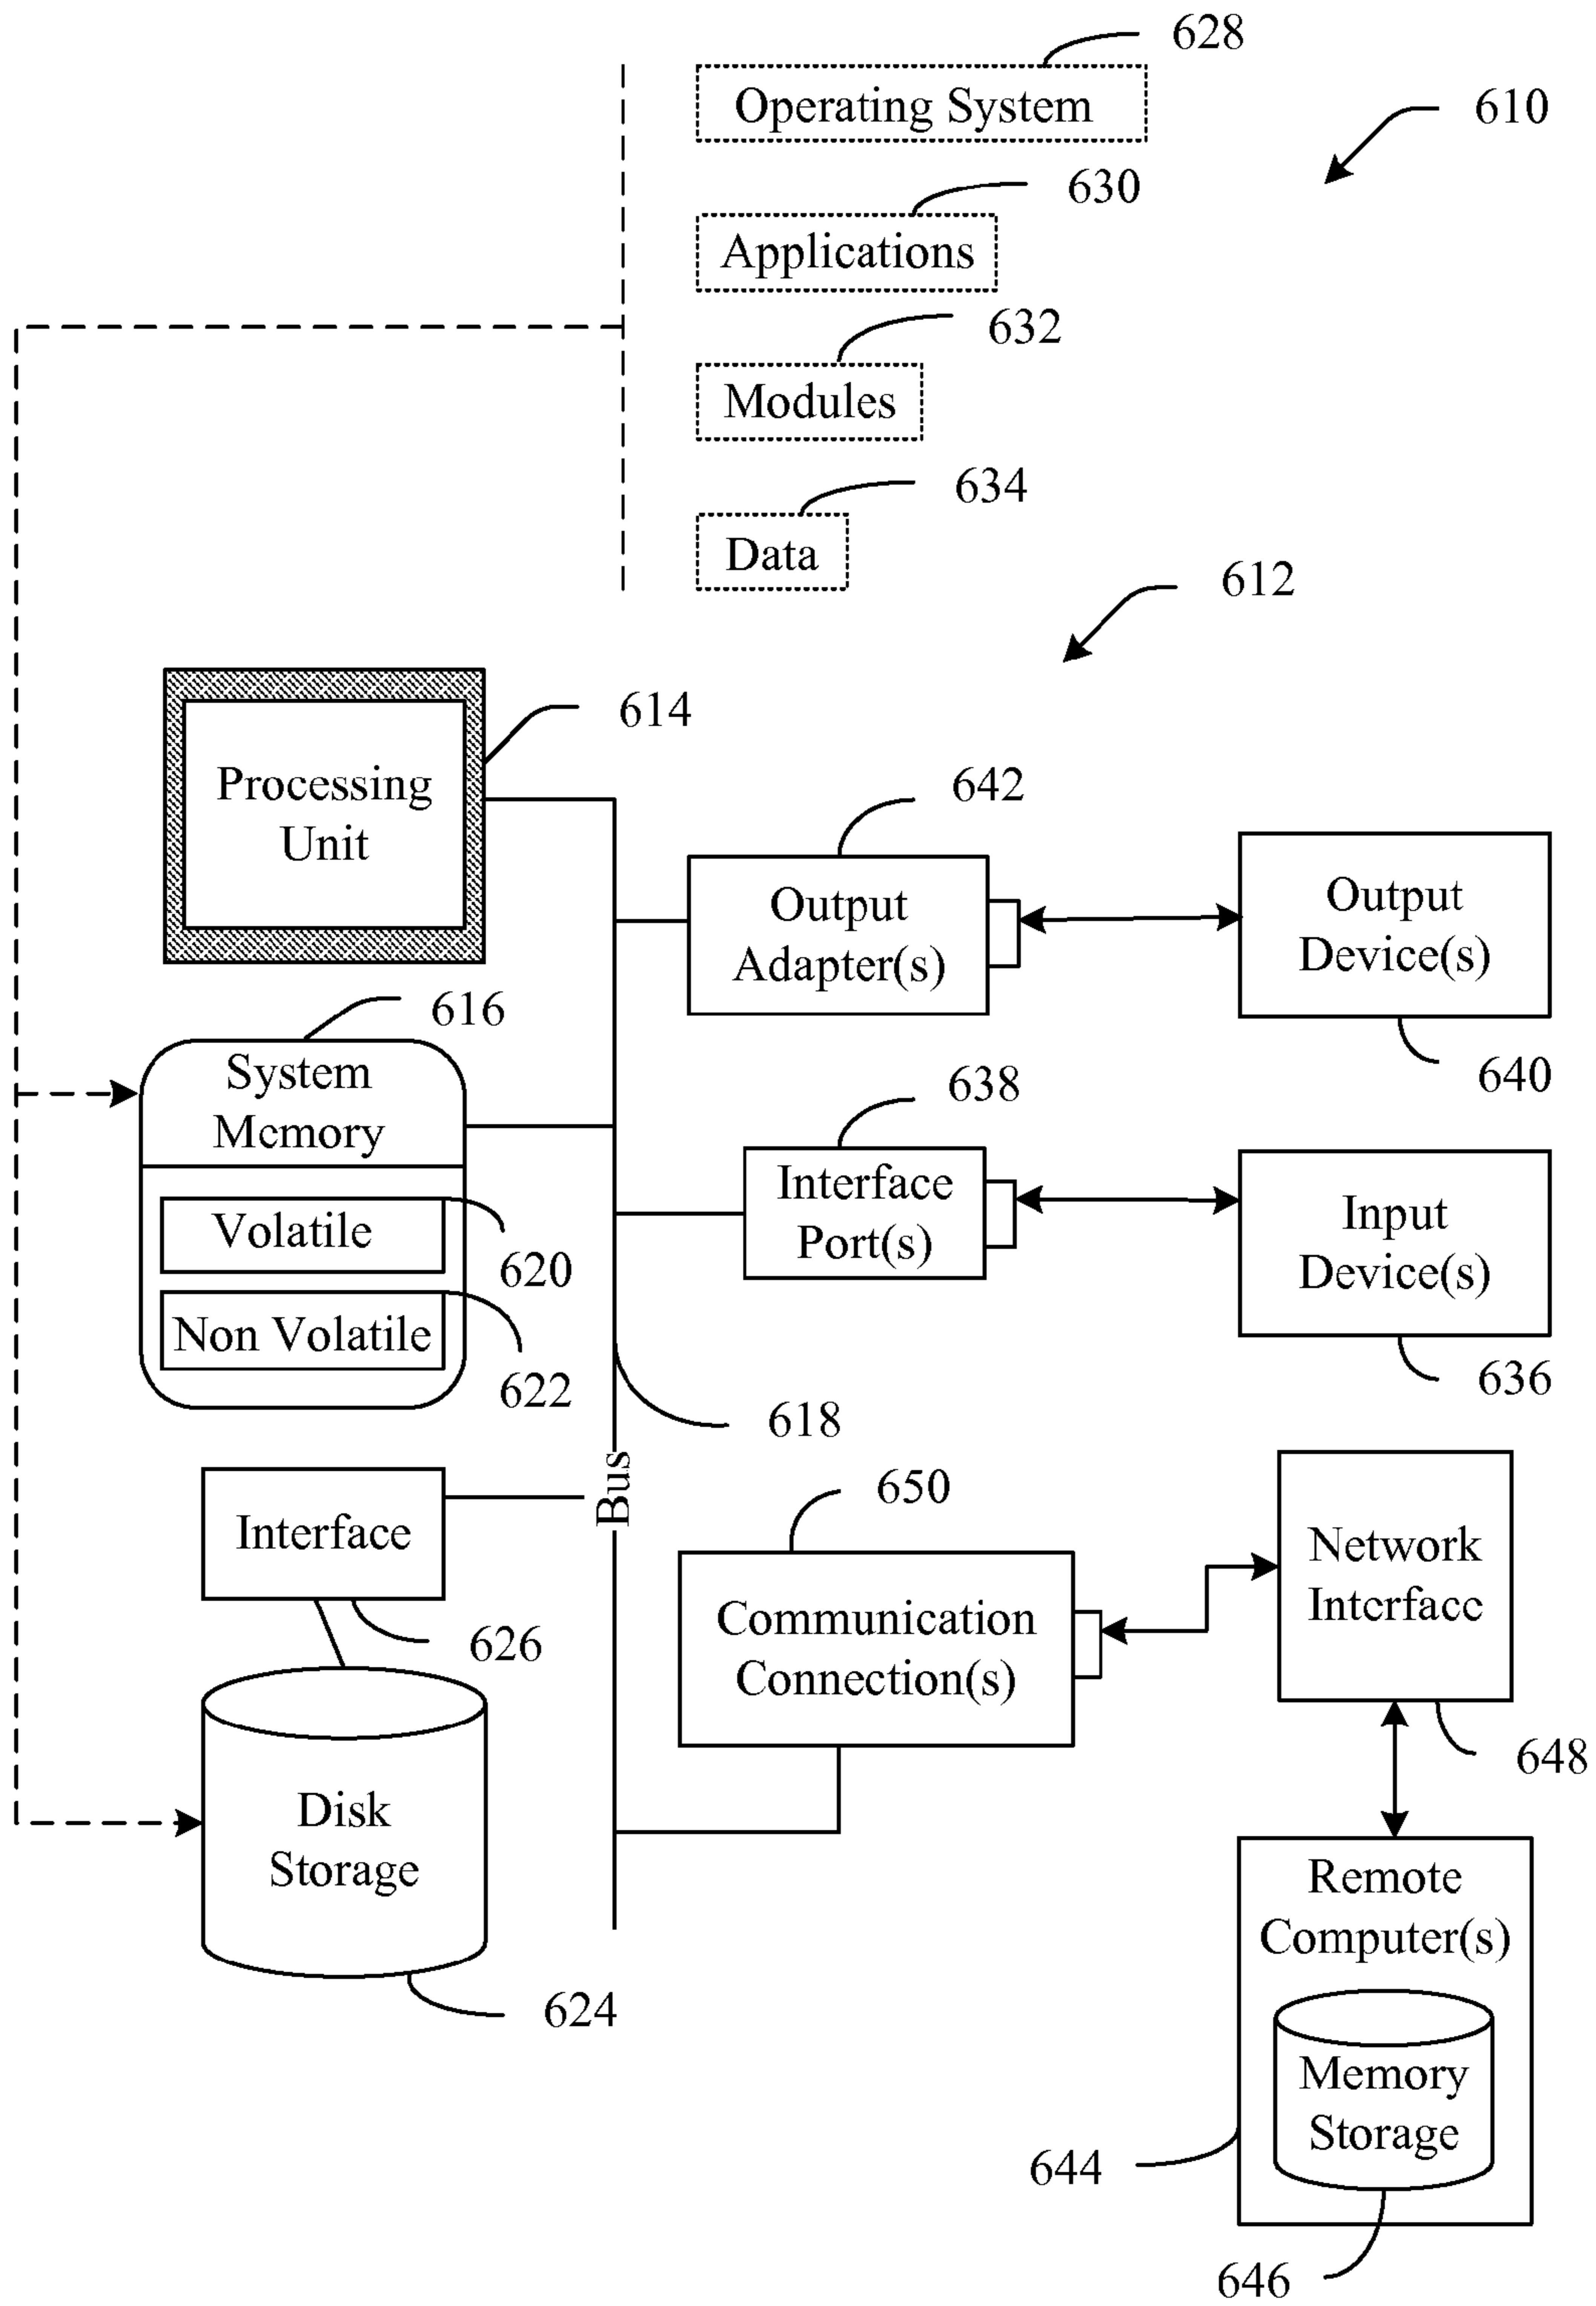 628
Operating System
610
630
Applications
632
Modules
634
Data
612
614
Processing
Unit
642
Output
Adapter(s)
Output
Device(s)
640
616
System
Memory
638
Interface
Port(s)
Input
Device(s)
636
Volatile
620
Non Volatile
622
618
Bus
Interface
626
650
Communication
Connection(s)
Network
Interface
648
Disk
Storage
624
Remote
Computer(s)
Memory
Storage
644
646